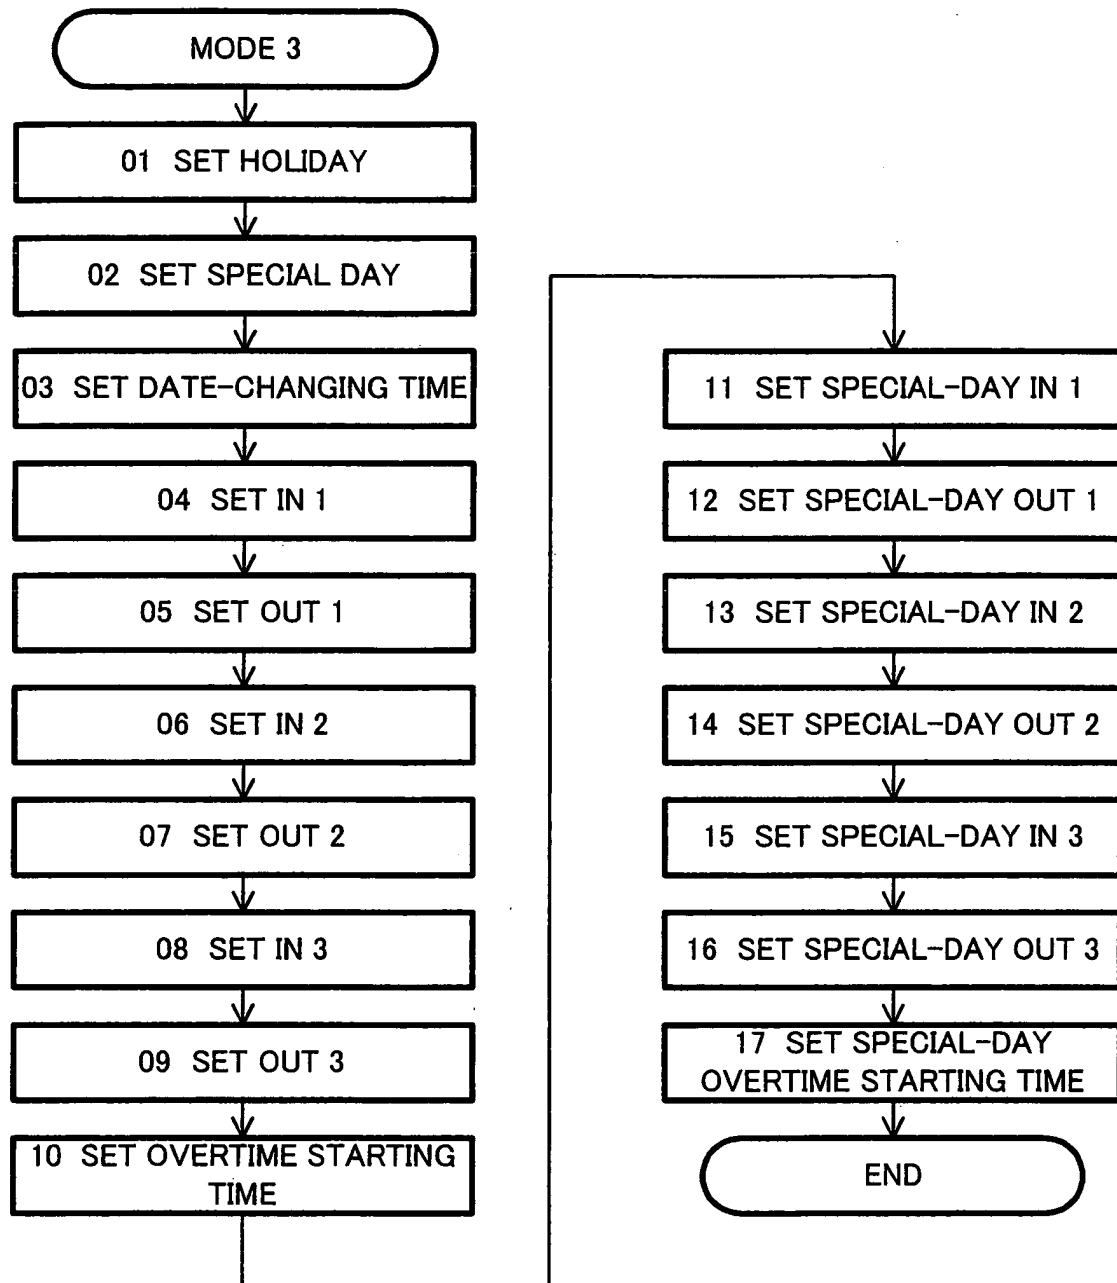 MODE 3
01 SET HOLIDAY
02 SET SPECIAL DAY
03 SET DATE-CHANGING TIME
04 SET IN 1
05 SET OUT 1
06 SET IN 2
07 SET OUT 2
08 SET IN 3
09 SET OUT 3
10 SET OVERTIME STARTING
TIME
11 SET SPECIAL-DAY IN 1
12 SET SPECIAL-DAY OUT 1
13 SET SPECIAL-DAY IN 2
14 SET SPECIAL-DAY OUT 2
15 SET SPECIAL-DAY IN 3
16 SET SPECIAL-DAY OUT 3
17 SET SPECIAL-DAY
OVERTIME STARTING TIME
END